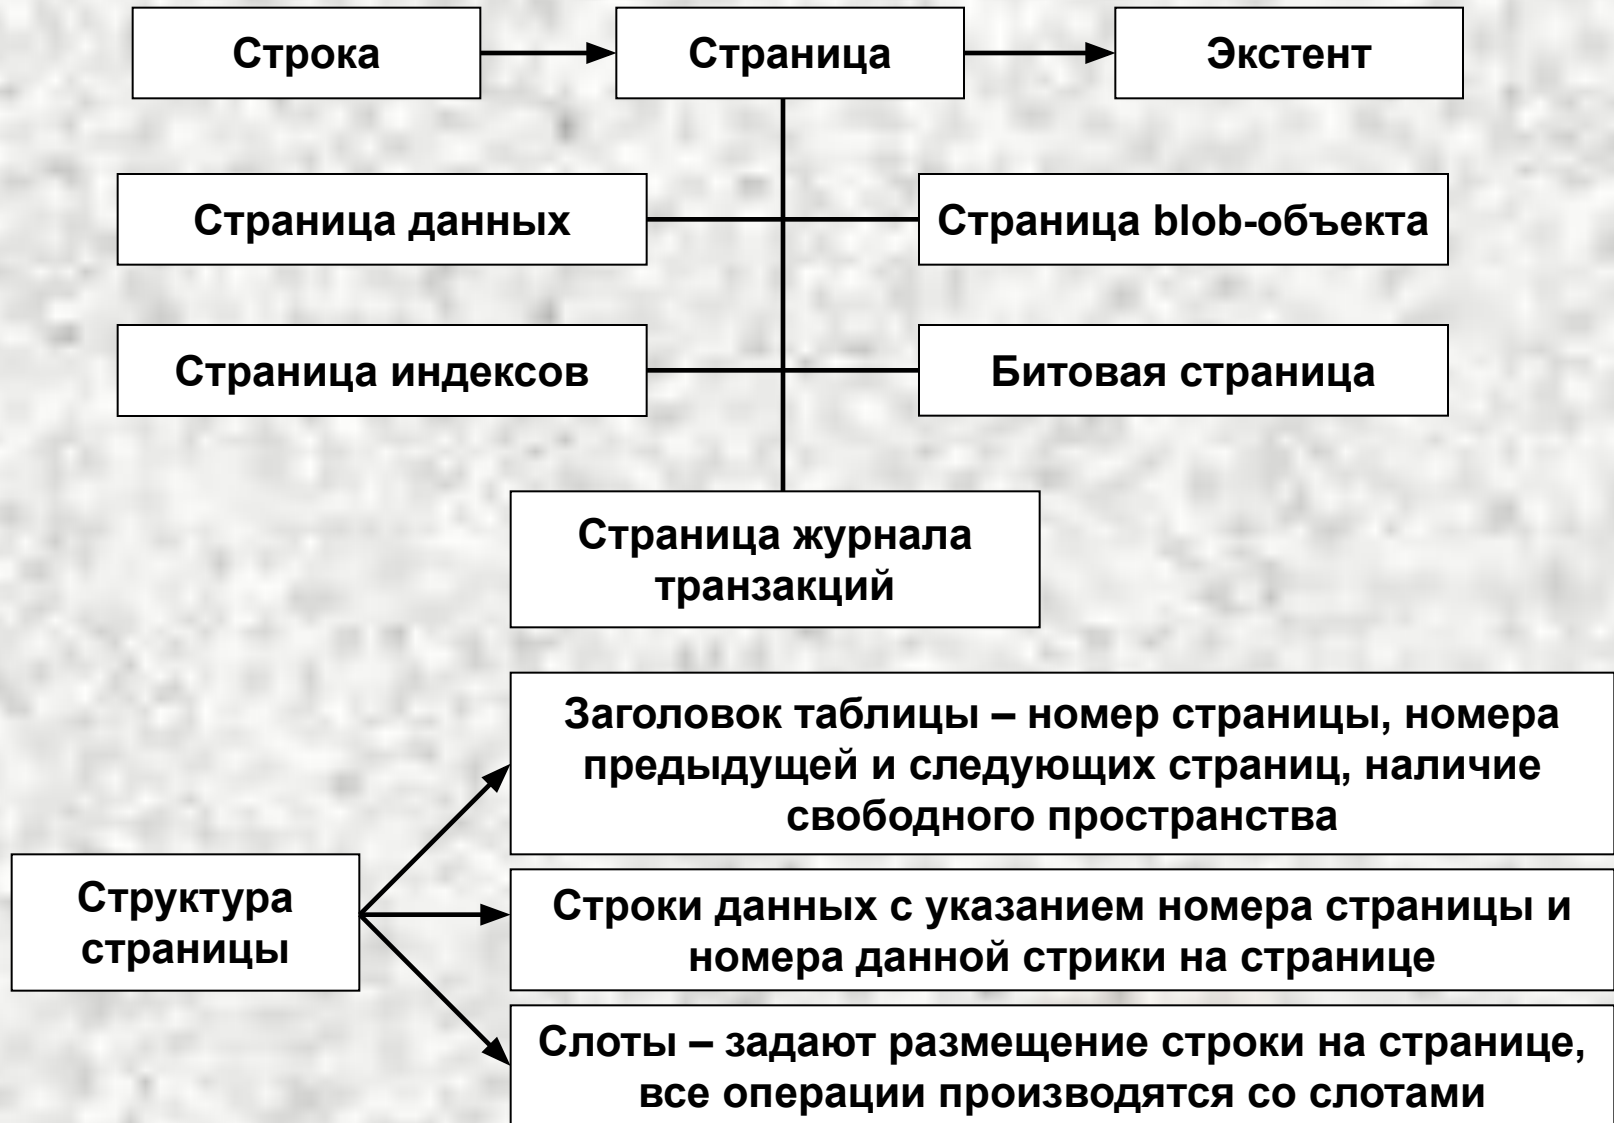 Строка
Страница
Экстент
Страница данных
Страница blob-объекта
Страница индексов
Битовая страница
Страница журнала
транзакций
Заголовок таблицы – номер страницы, номера
предыдущей и следующих страниц, наличие
свободного пространства
Структура
страницы
Строки данных с указанием номера страницы и
номера данной стрики на странице
Слоты – задают размещение строки на странице,
все операции производятся со слотами